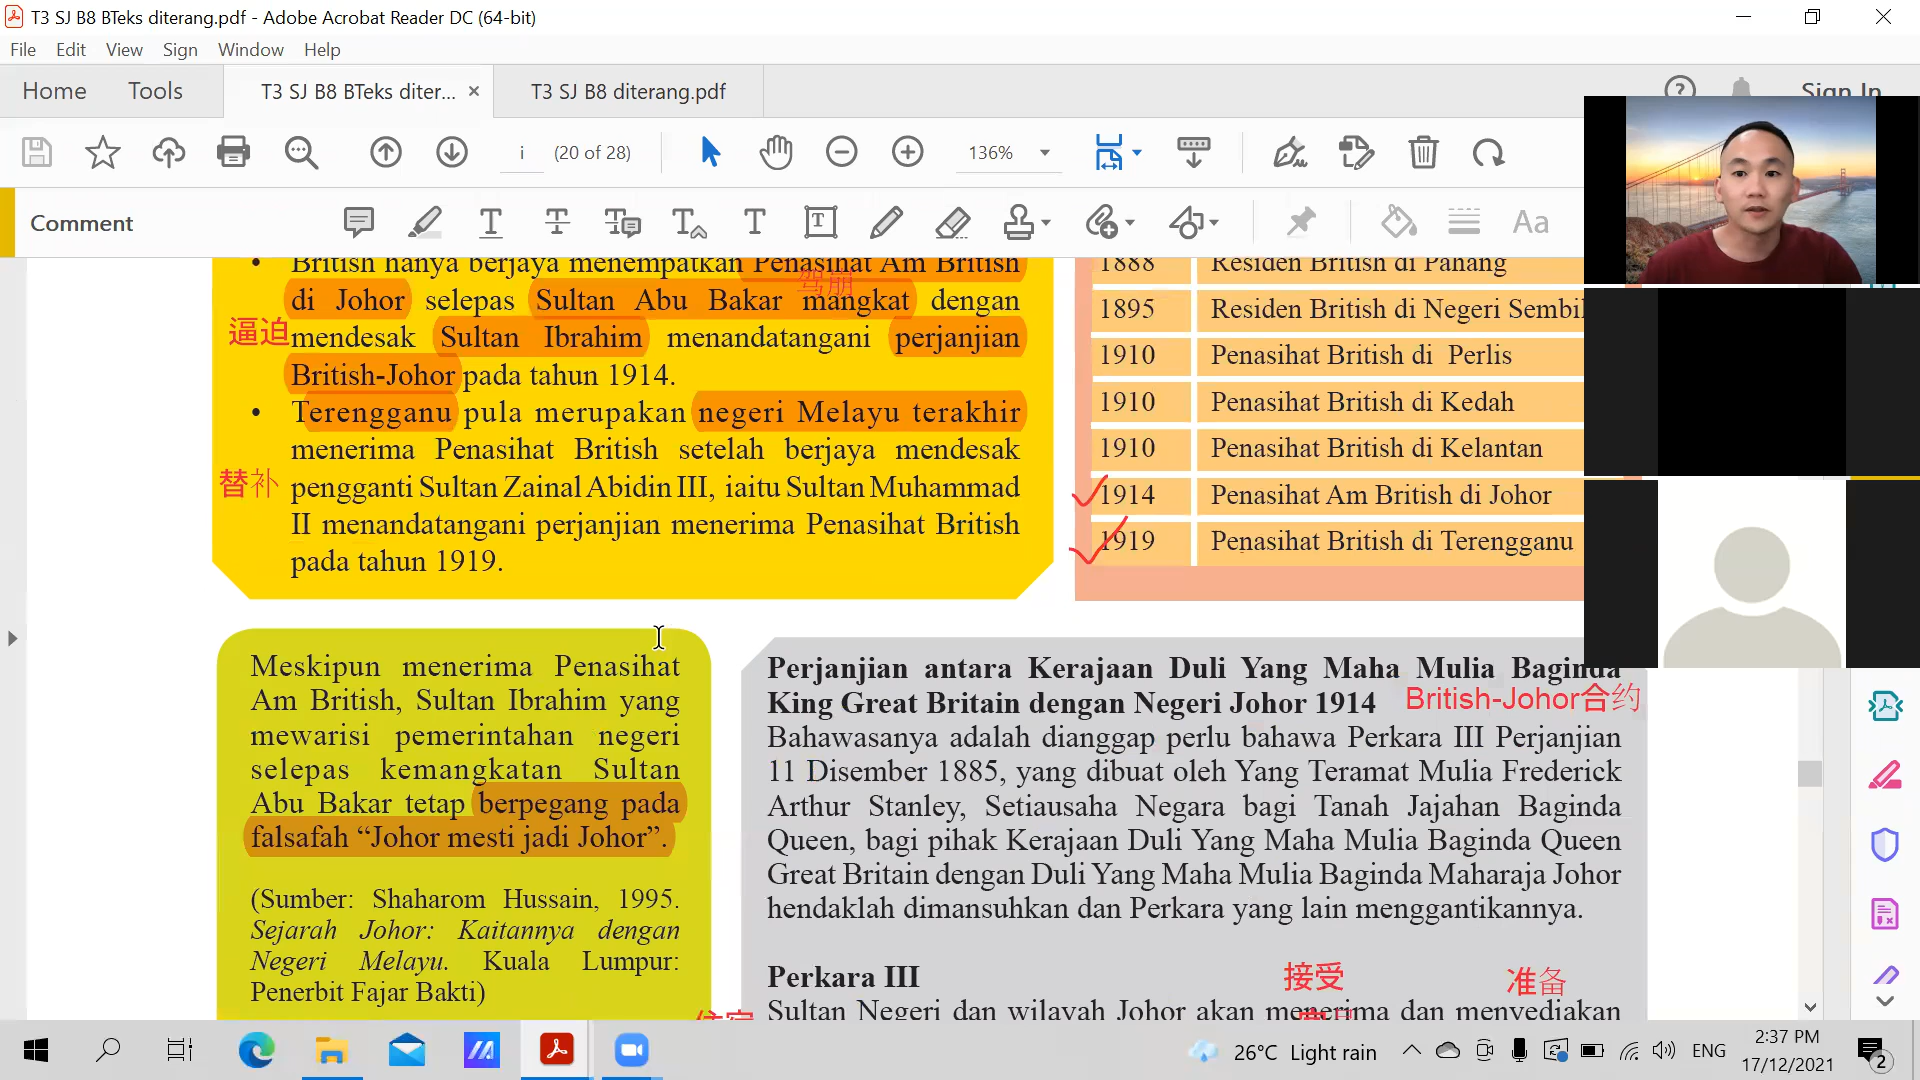 T3 SJ B8 BTeks diterang.pdf - Adobe Acrobat Reader DC (64-bit)
File Edit View Sign Window Help
Home Tools T3 SJ B8 BTeks diter... × T3 SJ B8 diterang.pdf Sign In
i (20 of 28) 136%
Comment
Aa
• British hanya berjaya menempatkan Penasihat Am British
驾崩
di Johor selepas Sultan Abu Bakar mangkat dengan
逼迫 mendesak Sultan Ibrahim menandatangani perjanjian
British-Johor pada tahun 1914.
• Terengganu pula merupakan negeri Melayu terakhir
menerima Penasihat British setelah berjaya mendesak
替补 pengganti Sultan Zainal Abidin III, iaitu Sultan Muhammad
II menandatangani perjanjian menerima Penasihat British
pada tahun 1919.
1888 Residen British di Pahang
1895 Residen British di Negeri Sembil
1910 Penasihat British di Perlis
1910 Penasihat British di Kedah
1910 Penasihat British di Kelantan
1914 Penasihat Am British di Johor
1919 Penasihat British di Terengganu
Meskipun menerima Penasihat
Am British, Sultan Ibrahim yang
mewarisi pemerintahan negeri
selepas kemangkatan Sultan
Abu Bakar tetap berpegang pada
falsafah “Johor mesti jadi Johor”.
(Sumber: Shaharom Hussain, 1995.
Sejarah Johor: Kaitannya dengan
Negeri Melayu. Kuala Lumpur:
Penerbit Fajar Bakti)
Perjanjian antara Kerajaan Duli Yang Maha Mulia Baginda
King Great Britain dengan Negeri Johor 1914 British-Johor合约
Bahawasanya adalah dianggap perlu bahawa Perkara III Perjanjian
11 Disember 1885, yang dibuat oleh Yang Teramat Mulia Frederick
Arthur Stanley, Setiausaha Negara bagi Tanah Jajahan Baginda
Queen, bagi pihak Kerajaan Duli Yang Maha Mulia Baginda Queen
Great Britain dengan Duli Yang Maha Mulia Baginda Maharaja Johor
hendaklah dimansuhkan dan Perkara yang lain menggantikannya.
Perkara III 接受 准备
Sultan Negeri dan wilayah Johor akan menerima dan menyediakan
26°C Light rain ENG 2:37 PM
17/12/2021 2